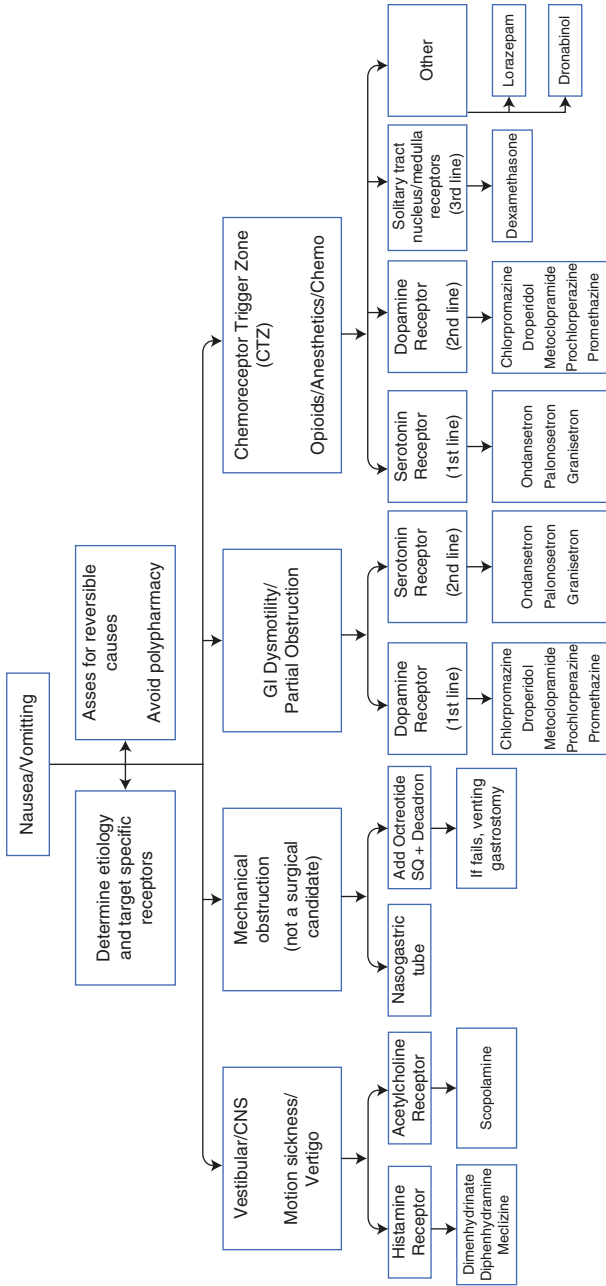 Nausea/Vomitting
Determine etiology
and target specific
receptors
Asses for reversible
causes
Avoid polypharmacy
Vestibular/CNS
Motion sickness/
Vertigo
Mechanical
obstruction
(not a surgical
candidate)
GI Dysmotility/
Partial Obstruction
Chemoreceptor Trigger Zone
(CTZ)
Opioids/Anesthetics/Chemo
Histamine
Receptor
Acetylcholine
Receptor
Nasogastric
tube
Add Octreotide
SQ + Decadron
Dopamine
Receptor
(1st line)
Serotonin
Receptor
(2nd line)
Serotonin
Receptor
(1st line)
Dopamine
Receptor
(2nd line)
Solitary tract
nucleus/medulla
receptors
(3rd line)
Other
Dimenhydrinate
Diphenhydramine
Meclizine
Scopolamine
If fails, venting
gastrostomy
Chlorpromazine
Droperidol
Metoclopramide
Prochlorperazine
Promethazine
Ondansetron
Palonosetron
Granisetron
Ondansetron
Palonosetron
Granisetron
Chlorpromazine
Droperidol
Metoclopramide
Prochlorperazine
Promethazine
Dexamethasone
Lorazepam
Dronabinol